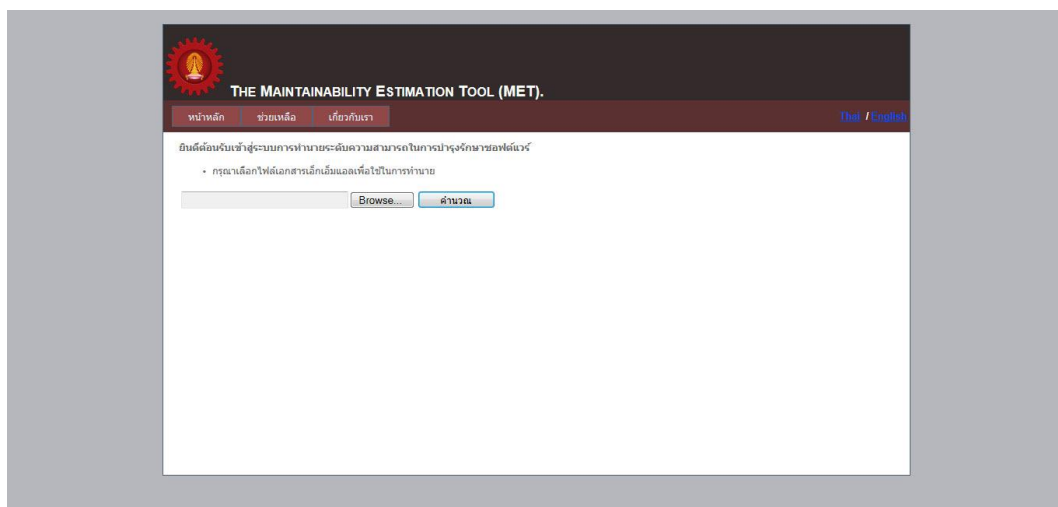 THE MAINTAINABILITY ESTIMATION TOOL (MET).
หน้าหลัก ช่วยเหลือ เกี่ยวกับเรา Thai / English
ยินดีต้อนรับเข้าสู่ระบบการทำนายระดับความสามารถในการบำรุงรักษาซอฟต์แวร์
• กรุณาเลือกไฟล์เอกสารเอ็กเอ็มแอลเพื่อใช้ในการทำนาย
Browse... คำนวณ